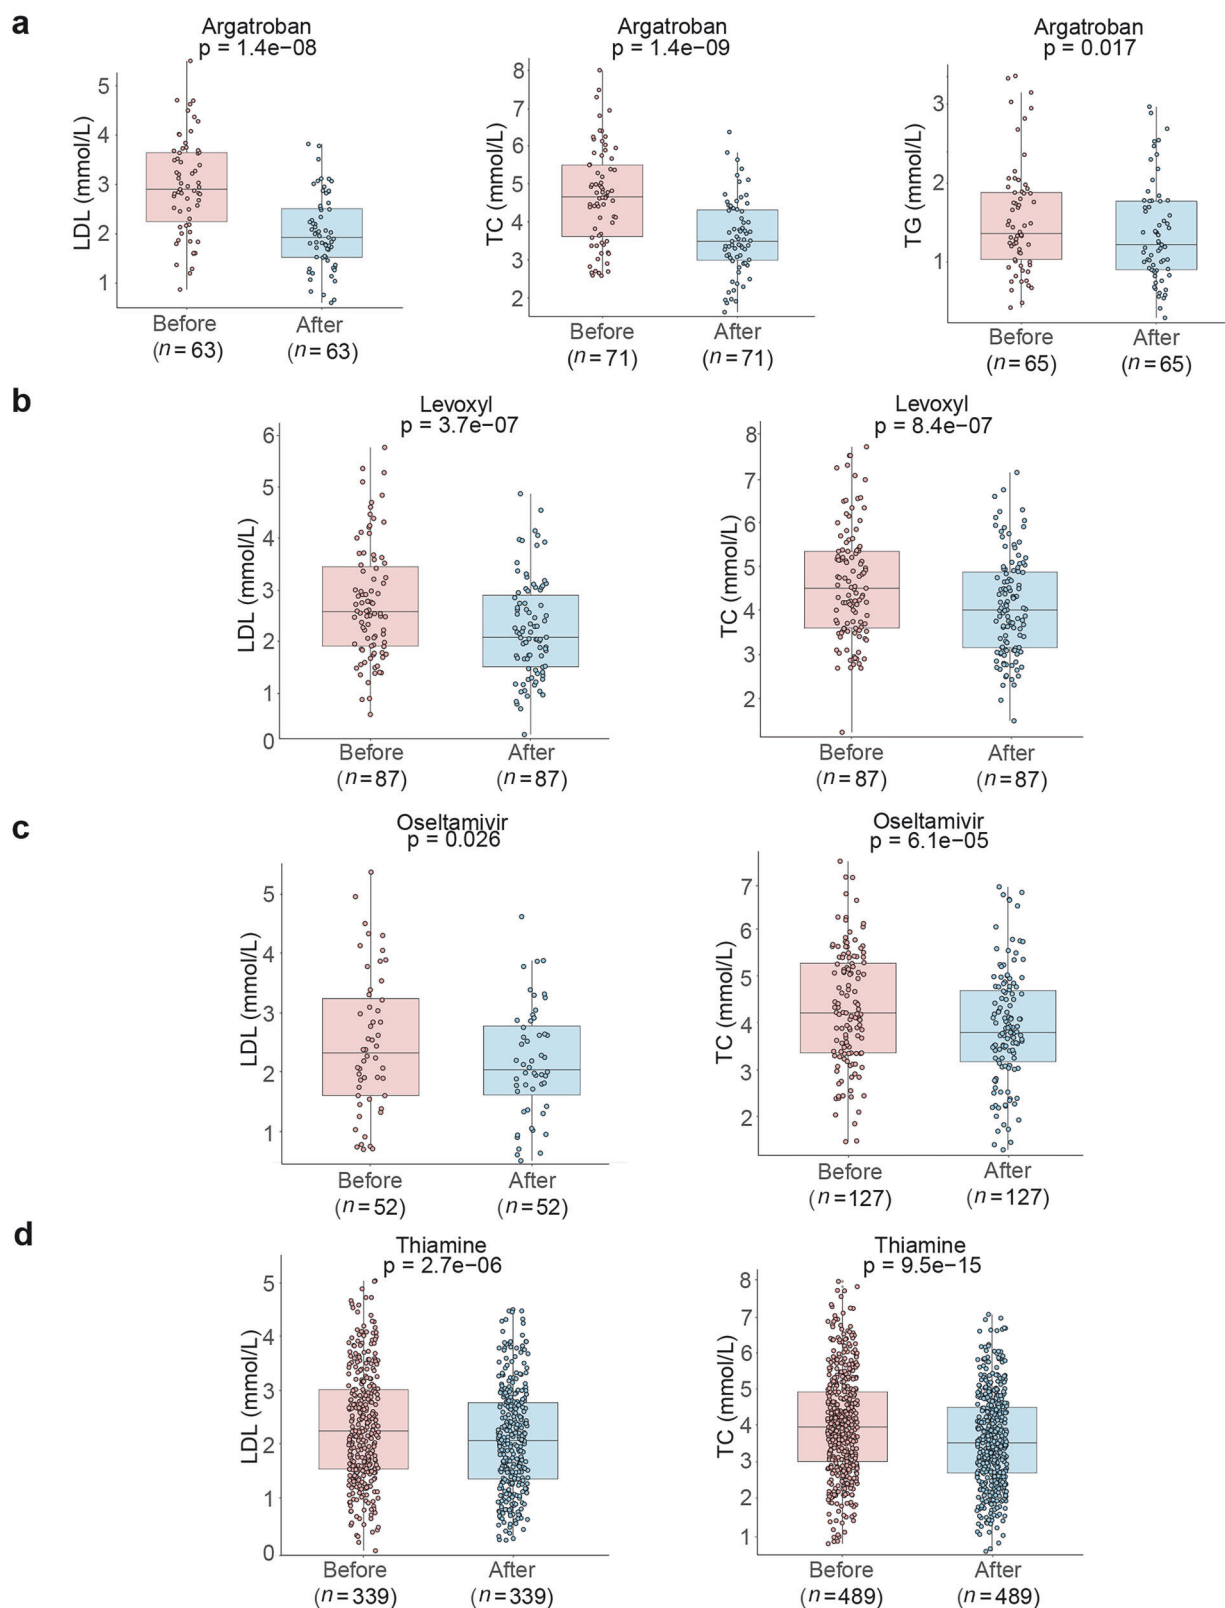 a
Argatroban
p = 1.4e−08
LDL (mmol/L)
5
4
3
2
1
Before
(n=63)
After
(n=63)
Argatroban
p = 1.4e−09
TC (mmol/L)
8
7
6
5
4
3
2
Before
(n=71)
After
(n=71)
Argatroban
p = 0.017
TG (mmol/L)
3
2
1
Before
(n=65)
After
(n=65)
b
Levoxyl
p = 3.7e−07
LDL (mmol/L)
6
5
4
3
2
1
0
Before
(n=87)
After
(n=87)
Levoxyl
p = 8.4e−07
TC (mmol/L)
8
7
6
5
4
3
2
Before
(n=87)
After
(n=87)
c
Oseltamivir
p = 0.026
LDL (mmol/L)
5
4
3
2
1
Before
(n=52)
After
(n=52)
Oseltamivir
p = 6.1e−05
TC (mmol/L)
7
6
5
4
3
2
Before
(n=127)
After
(n=127)
d
Thiamine
p = 2.7e−06
LDL (mmol/L)
5
4
3
2
1
0
Before
(n=339)
After
(n=339)
Thiamine
p = 9.5e−15
TC (mmol/L)
8
7
6
5
4
3
2
1
Before
(n=489)
After
(n=489)